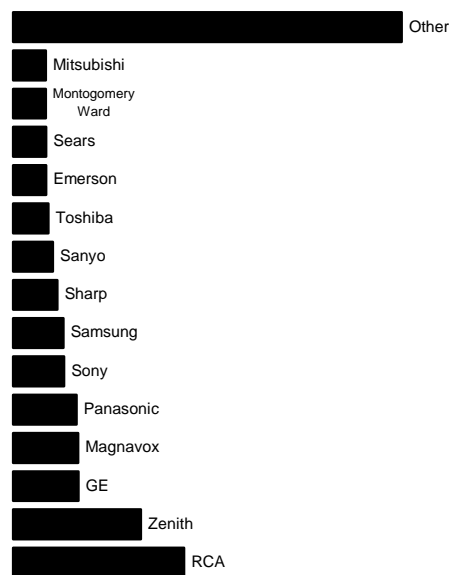 Other
Mitsubishi
Montogomery
Ward
Sears
Emerson
Toshiba
Sanyo
Sharp
Samsung
Sony
Panasonic
Magnavox
GE
Zenith
RCA